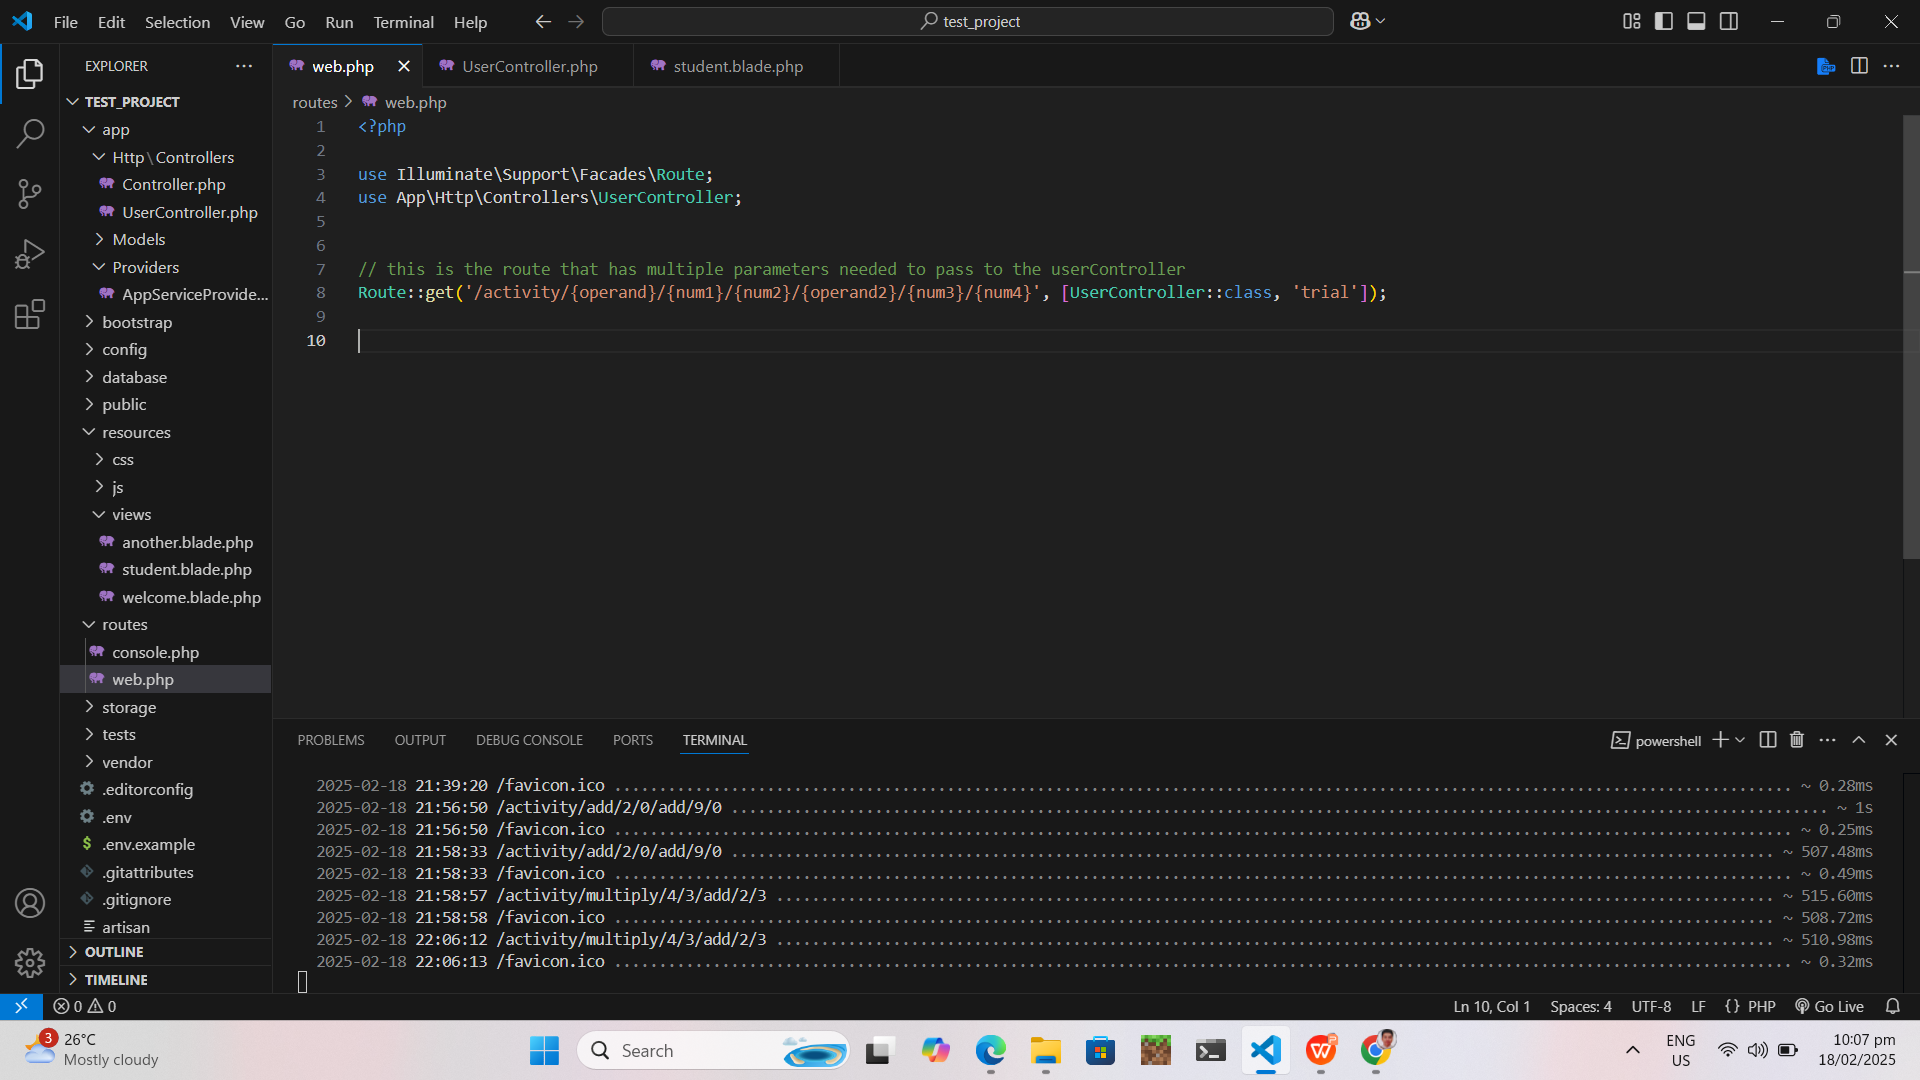 File Edit Selection View Go Run Terminal Help
test_project
EXPLORER
TEST_PROJECT
app
Http\Controllers
Controller.php
UserController.php
Models
Providers
AppServiceProvide...
bootstrap
config
database
public
resources
css
js
views
another.blade.php
student.blade.php
welcome.blade.php
routes
console.php
web.php
storage
tests
vendor
.editorconfig
.env
.env.example
.gitattributes
.gitignore
artisan
OUTLINE
TIMELINE
web.php UserController.php student.blade.php
routes > web.php
1 <?php
2
3 use Illuminate\Support\Facades\Route;
4 use App\Http\Controllers\UserController;
5
6
7 // this is the route that has multiple parameters needed to pass to the userController
8 Route::get('/activity/{operand}/{num1}/{num2}/{operand2}/{num3}/{num4}', [UserController::class, 'trial']);
9
10
PROBLEMS OUTPUT DEBUG CONSOLE PORTS TERMINAL
powershell
2025-02-18 21:39:20 /favicon.ico ........ ~ 0.28ms
2025-02-18 21:56:50 /activity/add/2/0/add/9/0 ........ ~ 1s
2025-02-18 21:56:50 /favicon.ico ........ ~ 0.25ms
2025-02-18 21:58:33 /activity/add/2/0/add/9/0 ........ ~ 507.48ms
2025-02-18 21:58:33 /favicon.ico ........ ~ 0.49ms
2025-02-18 21:58:57 /activity/multiply/4/3/add/2/3 ........ ~ 515.60ms
2025-02-18 21:58:58 /favicon.ico ........ ~ 508.72ms
2025-02-18 22:06:12 /activity/multiply/4/3/add/2/3 ........ ~ 510.98ms
2025-02-18 22:06:13 /favicon.ico ........ ~ 0.32ms
0 0
Ln 10, Col 1 Spaces: 4 UTF-8 LF {} PHP Go Live
3
26°C
Mostly cloudy
Search
ENG
US
10:07 pm
18/02/2025